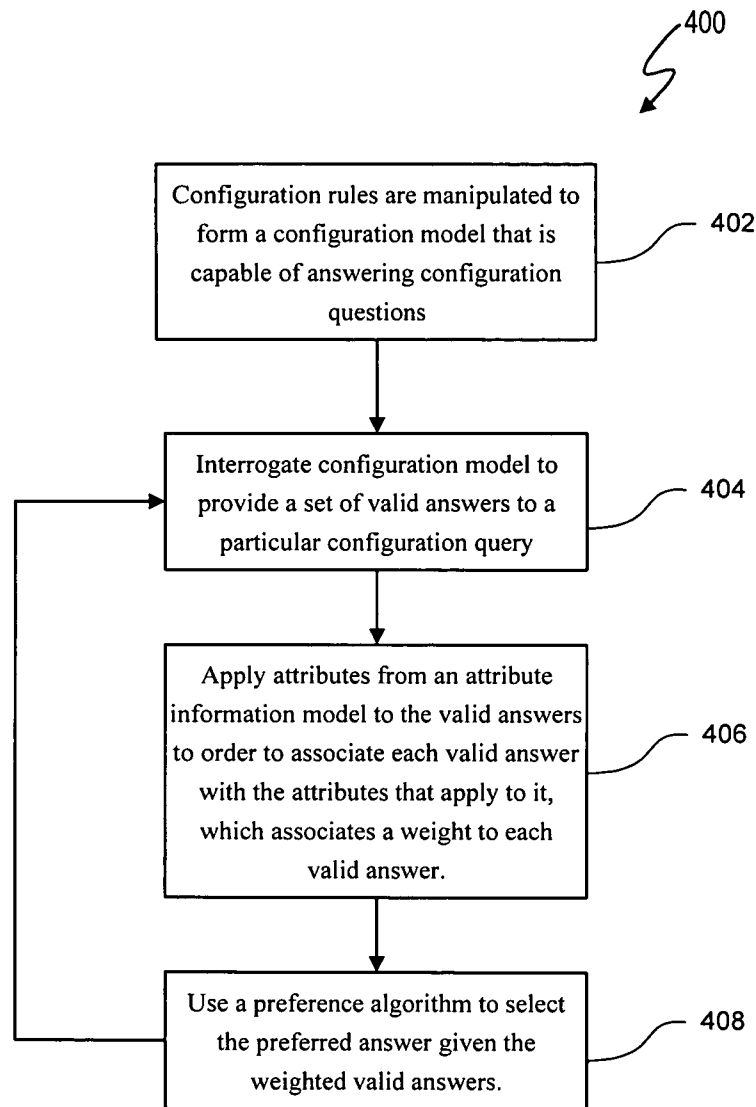 400
Configuration rules are manipulated to
form a configuration model that is
capable of answering configuration
questions
402
Interrogate configuration model to
provide a set of valid answers to a
particular configuration query
404
Apply attributes from an attribute
information model to the valid answers
to order to associate each valid answer
with the attributes that apply to it,
which associates a weight to each
valid answer.
406
Use a preference algorithm to select
the preferred answer given the
weighted valid answers.
408